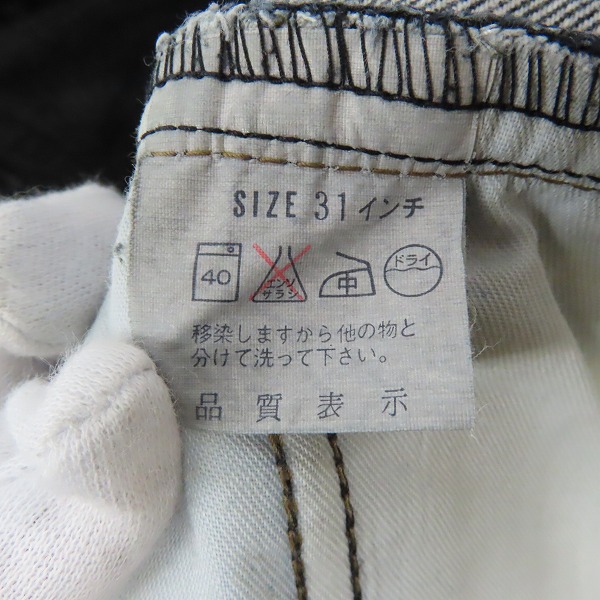 SIZE 31インチ
40 エンソサラシ 中 ドライ
移染しますから他の物と
分けて洗って下さい。
品質表示